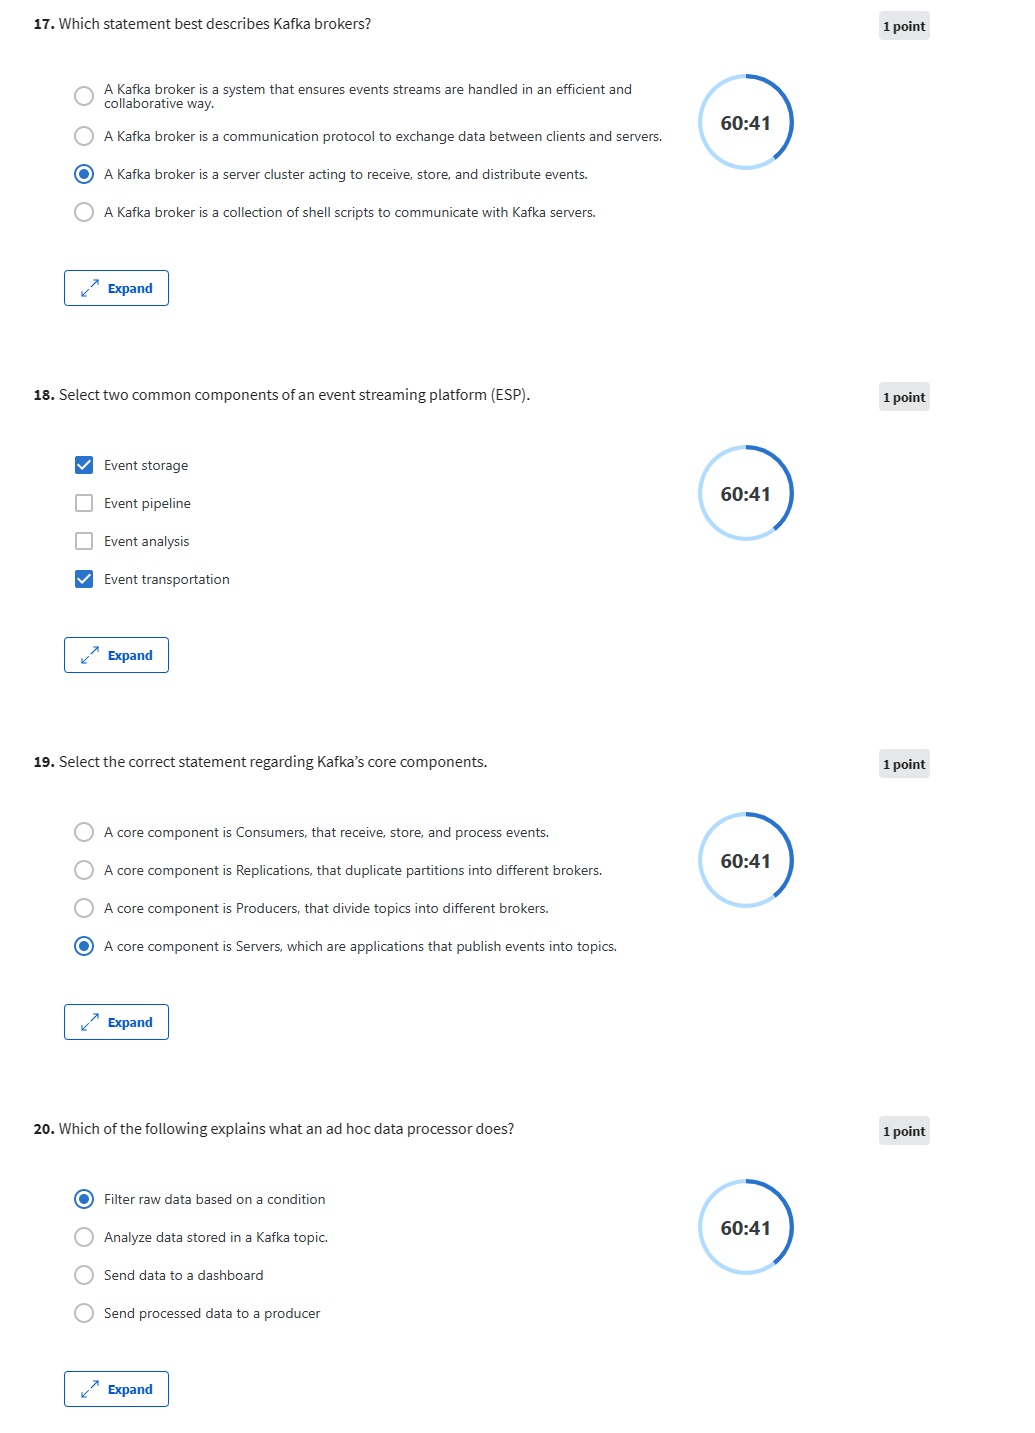 17. Which statement best describes Kafka brokers?
1 point
A Kafka broker is a system that ensures events streams are handled in an efficient and
collaborative way.
A Kafka broker is a communication protocol to exchange data between clients and servers.
60:41
A Kafka broker is a server cluster acting to receive, store, and distribute events.
A Kafka broker is a collection of shell scripts to communicate with Kafka servers.
Expand
18. Select two common components of an event streaming platform (ESP).
1 point
Event storage
Event pipeline
60:41
Event analysis
Event transportation
Expand
19. Select the correct statement regarding Kafka’s core components.
1 point
A core component is Consumers, that receive, store, and process events.
A core component is Replications, that duplicate partitions into different brokers.
60:41
A core component is Producers, that divide topics into different brokers.
A core component is Servers, which are applications that publish events into topics.
Expand
20. Which of the following explains what an ad hoc data processor does?
1 point
Filter raw data based on a condition
Analyze data stored in a Kafka topic.
60:41
Send data to a dashboard
Send processed data to a producer
Expand